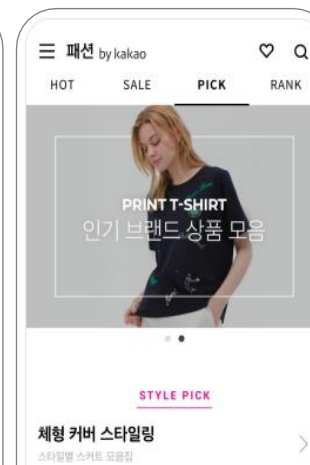 패션 by kakao
HOT SALE PICK RANK
PRINT T-SHIRT
인기 브랜드 상품 모음
STYLE PICK
체형 커버 스타일링
스타일별 스커트 모음집